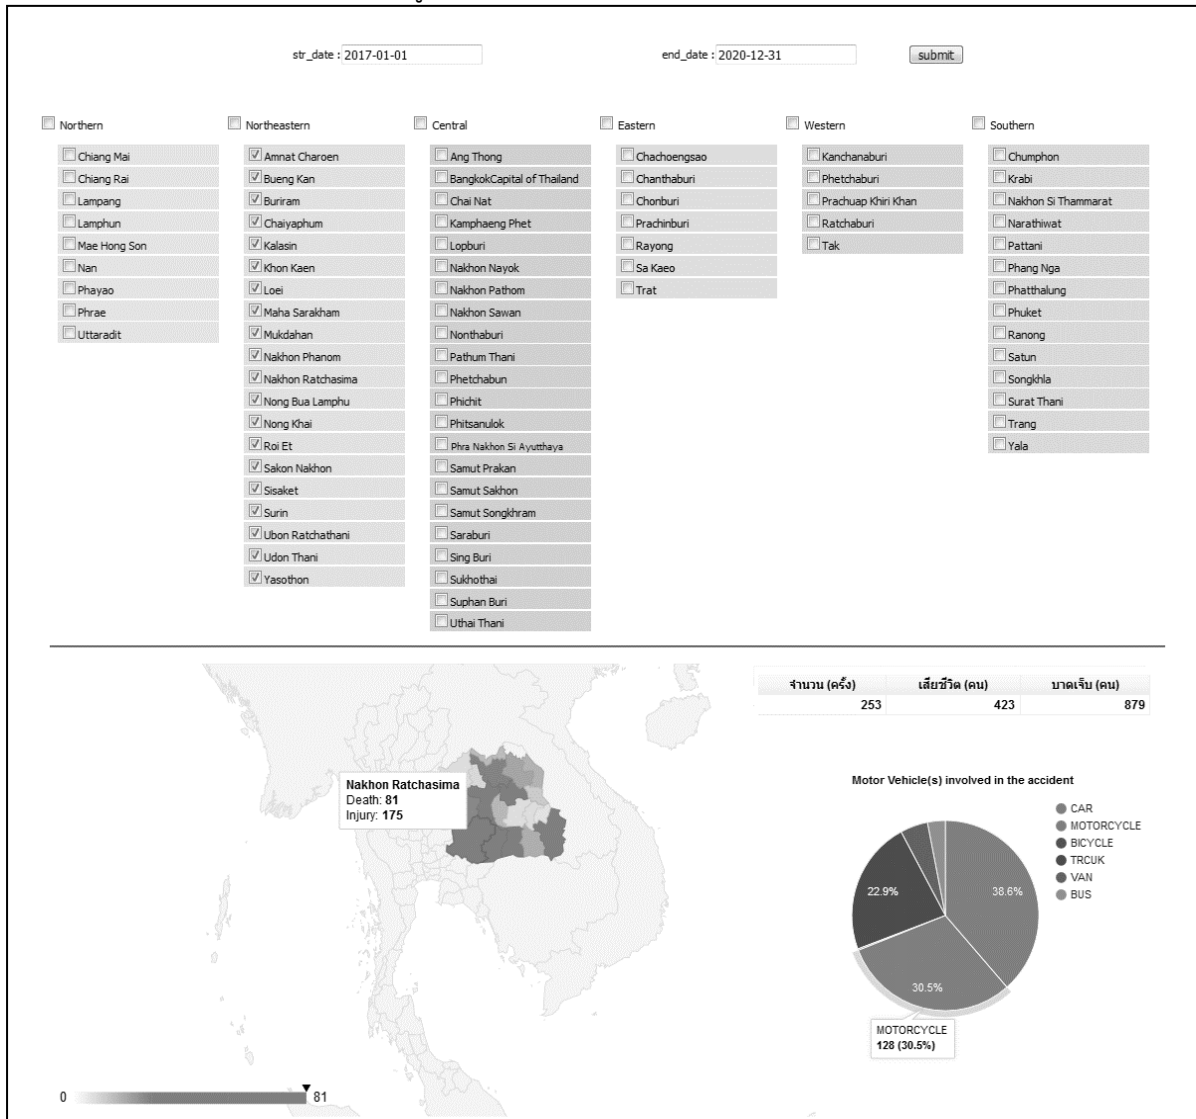 str_date : 2017-01-01 end_date : 2020-12-31 submit
Northern
Chiang Mai
Chiang Rai
Lampang
Lamphun
Mae Hong Son
Nan
Phayao
Phrae
Uttaradit
Northeastern
Amnat Charoen
Bueng Kan
Buriram
Chaiyaphum
Kalasin
Khon Kaen
Loei
Maha Sarakham
Mukdahan
Nakhon Phanom
Nakhon Ratchasima
Nong Bua Lamphu
Nong Khai
Roi Et
Sakon Nakhon
Sisaket
Surin
Ubon Ratchathani
Udon Thani
Yasothon
Central
Ang Thong
BangkokCapital of Thailand
Chai Nat
Kamphaeng Phet
Lopburi
Nakhon Nayok
Nakhon Pathom
Nakhon Sawan
Nonthaburi
Pathum Thani
Phetchabun
Phichit
Phitsanulok
Phra Nakhon Si Ayutthaya
Samut Prakan
Samut Sakhon
Samut Songkhram
Saraburi
Sing Buri
Sukhothai
Suphan Buri
Uthai Thani
Eastern
Chachoengsao
Chanthaburi
Chonburi
Prachinburi
Rayong
Sa Kaeo
Trat
Western
Kanchanaburi
Phetchaburi
Prachuap Khiri Khan
Ratchaburi
Tak
Southern
Chumphon
Krabi
Nakhon Si Thammarat
Narathiwat
Pattani
Phang Nga
Phatthalung
Phuket
Ranong
Satun
Songkhla
Surat Thani
Trang
Yala
จำนวน (ครั้ง) เสียชีวิต (คน) บาดเจ็บ (คน)
253 423 879
Nakhon Ratchasima
Death: 81
Injury: 175
0 81
Motor Vehicle(s) involved in the accident
CAR
MOTORCYCLE
BICYCLE
TRCUK
VAN
BUS
22.9%
38.6%
30.5%
MOTORCYCLE
128 (30.5%)